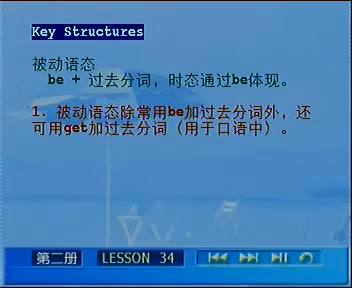 Key Structures
被动语态
be + 过去分词，时态通过be体现。
1. 被动语态除常用be加过去分词外，还
可用get加过去分词（用于口语中）。
第二册 LESSON 34